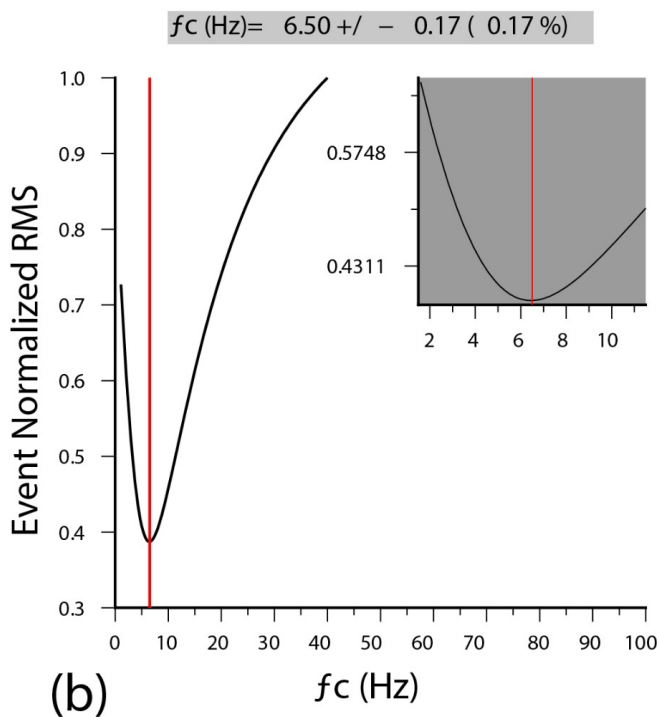 ƒc (Hz)= 6.50 +/ − 0.17 ( 0.17 %)
1.0
0.9
0.8
0.7
0.6
0.5
0.4
0.3
Event Normalized RMS
0.5748
0.4311
2 4 6 8 10
0 10 20 30 40 50 60 70 80 90 100
ƒc (Hz)
(b)